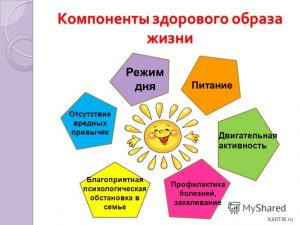 Компоненты здорового образа
жизни
Режим
дня
Питание
Отсутствие
вредных
привычек
Двигательная
активность
Благоприятная
психологическая
обстановка в
семье
Профилактика
болезней,
закаливание
MyShared
KARTIK.ru